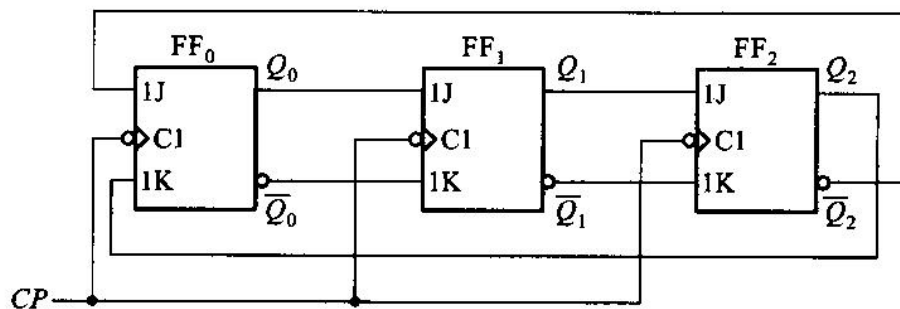 FF₀ FF₁ FF₂
Q₀ Q₁ Q₂
1J 1J 1J
C1 C1 C1
1K 1K 1K
Q̅₀ Q̅₁ Q̅₂
CP